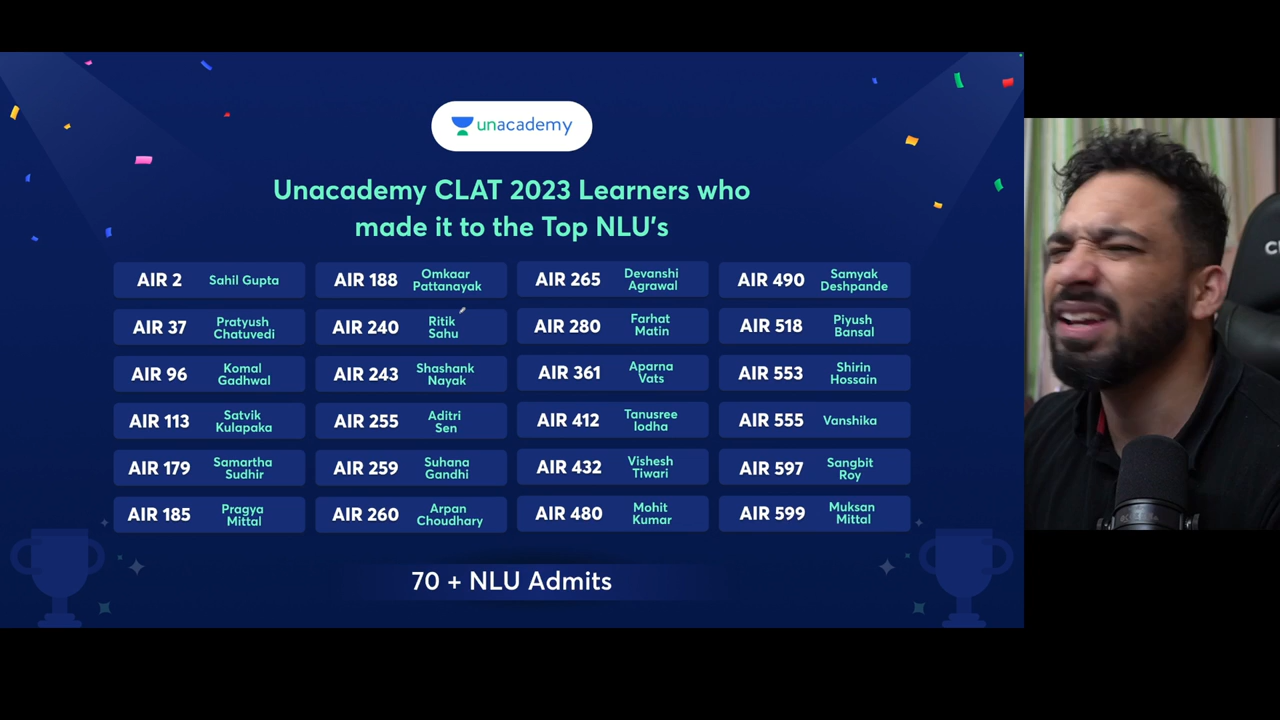 unacademy
Unacademy CLAT 2023 Learners who
made it to the Top NLU's
AIR 2 Sahil Gupta
AIR 188 Omkaar Pattanayak
AIR 265 Devanshi Agrawal
AIR 490 Samyak Deshpande
AIR 37 Pratyush Chatuvedi
AIR 240 Ritik Sahu
AIR 280 Farhat Matin
AIR 518 Piyush Bansal
AIR 96 Komal Gadhwal
AIR 243 Shashank Nayak
AIR 361 Aparna Vats
AIR 553 Shirin Hossain
AIR 113 Satvik Kulapaka
AIR 255 Aditri Sen
AIR 412 Tanusree Iodha
AIR 555 Vanshika
AIR 179 Samartha Sudhir
AIR 259 Suhana Gandhi
AIR 432 Vishesh Tiwari
AIR 597 Sangbit Roy
AIR 185 Pragya Mittal
AIR 260 Arpan Choudhary
AIR 480 Mohit Kumar
AIR 599 Muksan Mittal
70 + NLU Admits